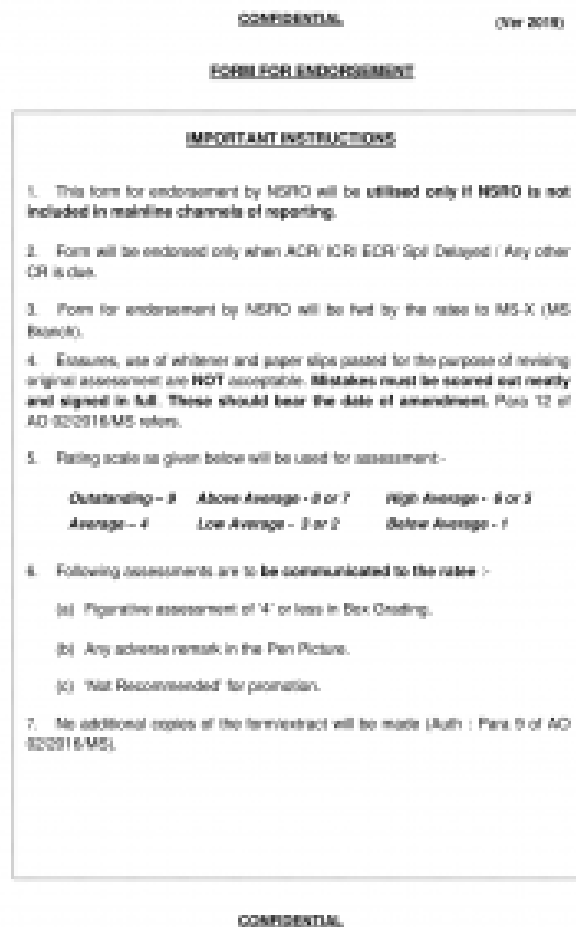 CONFIDENTIAL
(Ver 2019)
FORM FOR ENDORSEMENT
IMPORTANT INSTRUCTIONS
1. This form for endorsement by NSRO will be utilised only if NSRO is not
included in mainline channels of reporting.
2. Form will be endorsed only when ACR/ ICR/ ECR/ Spl/ Delayed / Any other
CR is due.
3. Form for endorsement by NSRO will be fwd by the ratee to MS-X (MS
Branch).
4. Erasures, use of whitener and paper slips pasted for the purpose of revising
original assessment are NOT acceptable. Mistakes must be scored out neatly
and signed in full. These should bear the date of amendment. Para 12 of
AO 02/2016/MS refers.
5. Rating scale as given below will be used for assessment:-
Outstanding – 9 Above Average - 8 or 7 High Average - 6 or 5
Average – 4 Low Average - 3 or 2 Below Average - 1
6. Following assessments are to be communicated to the ratee :-
(a) Figurative assessment of '4' or less in Box Grading.
(b) Any adverse remark in the Pen Picture.
(c) 'Not Recommended' for promotion.
7. No additional copies of the form/extract will be made (Auth : Para 9 of AO
02/2016/MS).
CONFIDENTIAL